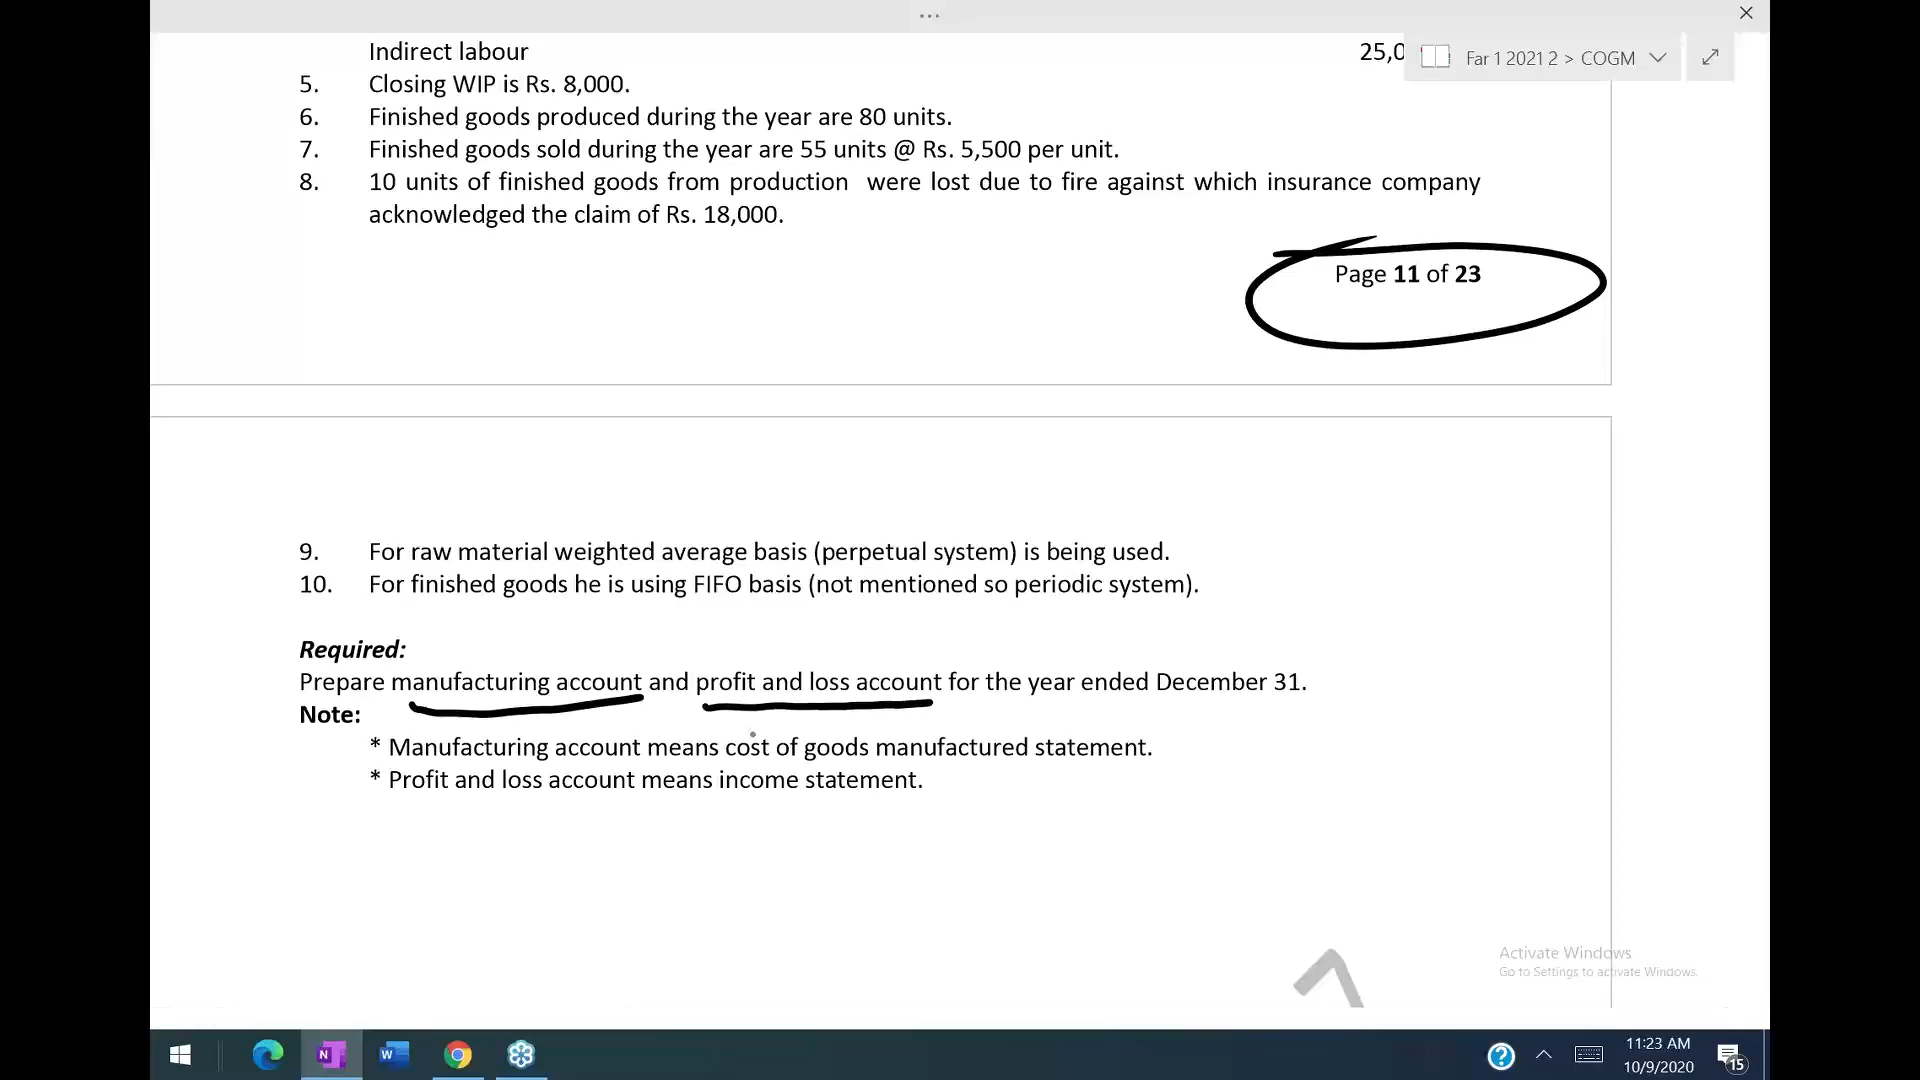 Indirect labour 25,0
Far 1 2021 2 > COGM
5. Closing WIP is Rs. 8,000.
6. Finished goods produced during the year are 80 units.
7. Finished goods sold during the year are 55 units @ Rs. 5,500 per unit.
8. 10 units of finished goods from production were lost due to fire against which insurance company
acknowledged the claim of Rs. 18,000.
Page 11 of 23
9. For raw material weighted average basis (perpetual system) is being used.
10. For finished goods he is using FIFO basis (not mentioned so periodic system).
Required:
Prepare manufacturing account and profit and loss account for the year ended December 31.
Note:
* Manufacturing account means cost of goods manufactured statement.
* Profit and loss account means income statement.
Activate Windows
Go to Settings to activate Windows.
11:23 AM
10/9/2020
15